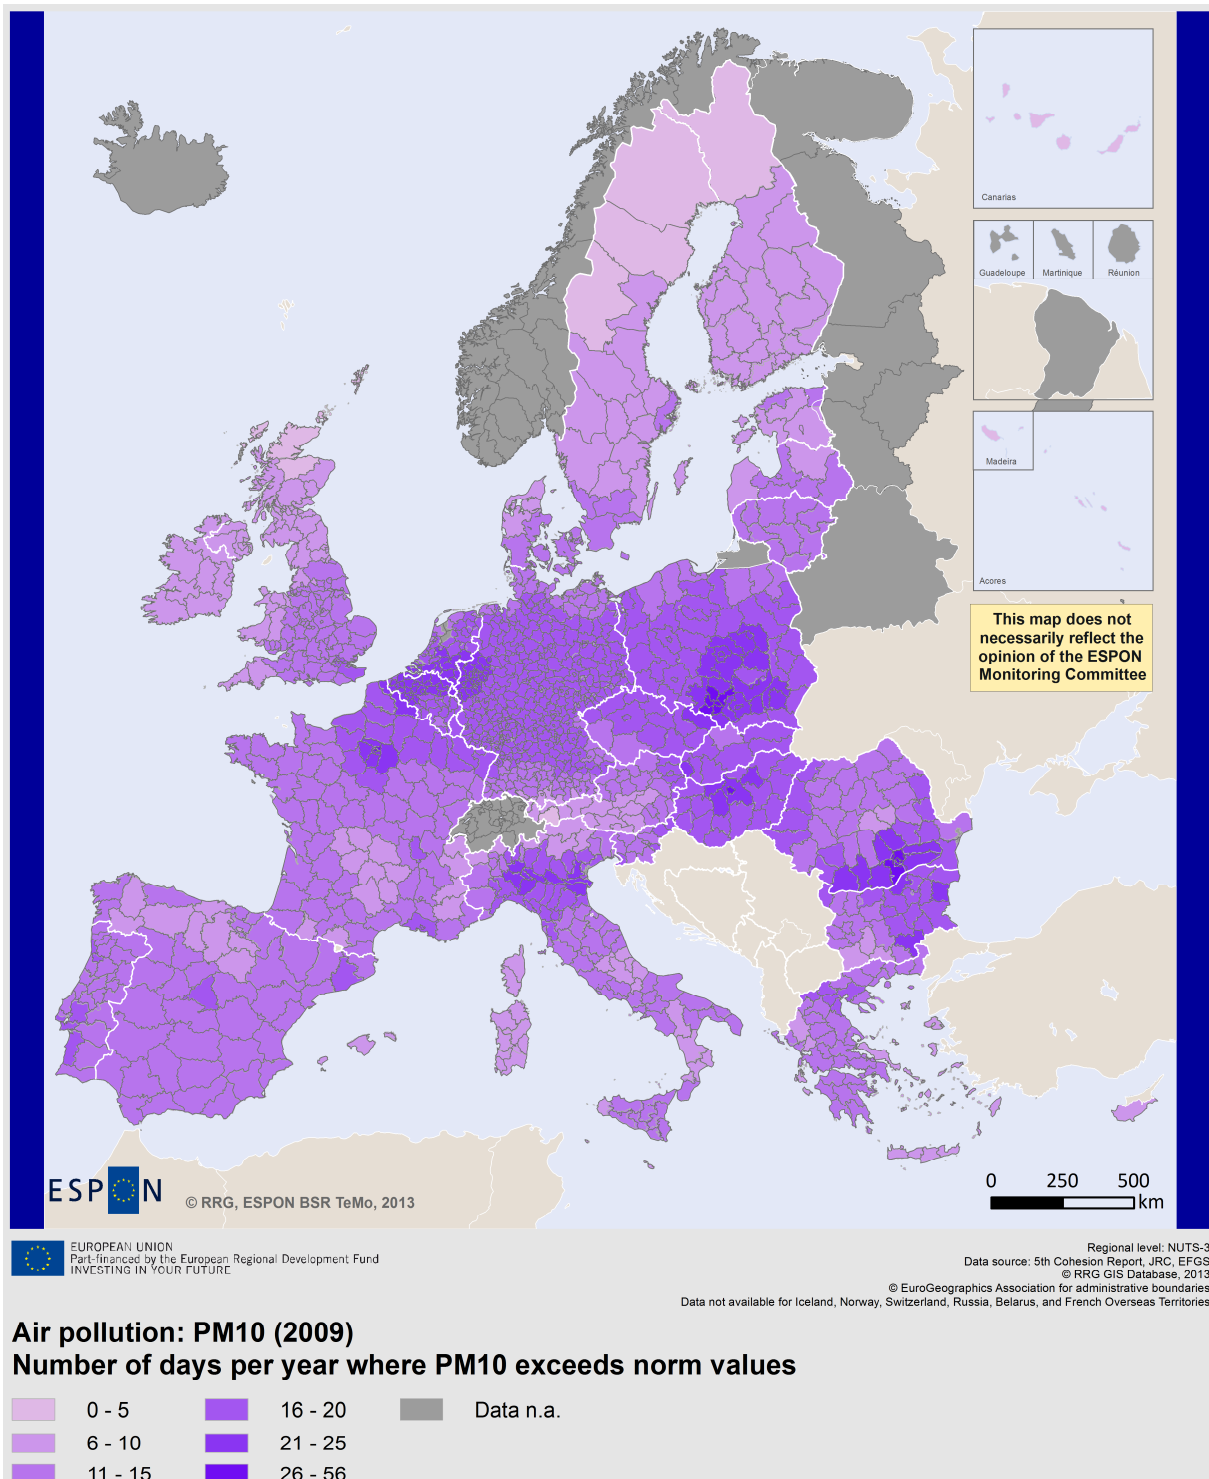 Canarias
Guadeloupe
Martinique
Réunion
Madeira
Acores
This map does not
necessarily reflect the
opinion of the ESPON
Monitoring Committee
ESPON
© RRG, ESPON BSR TeMo, 2013
0 250 500
km
EUROPEAN UNION
Part-financed by the European Regional Development Fund
INVESTING IN YOUR FUTURE
Regional level: NUTS-3
Data source: 5th Cohesion Report, JRC, EFGS
© RRG GIS Database, 2013
© EuroGeographics Association for administrative boundaries
Data not available for Iceland, Norway, Switzerland, Russia, Belarus, and French Overseas Territories
Air pollution: PM10 (2009)
Number of days per year where PM10 exceeds norm values
0 - 5
16 - 20
Data n.a.
6 - 10
21 - 25
11 - 15
26 - 56